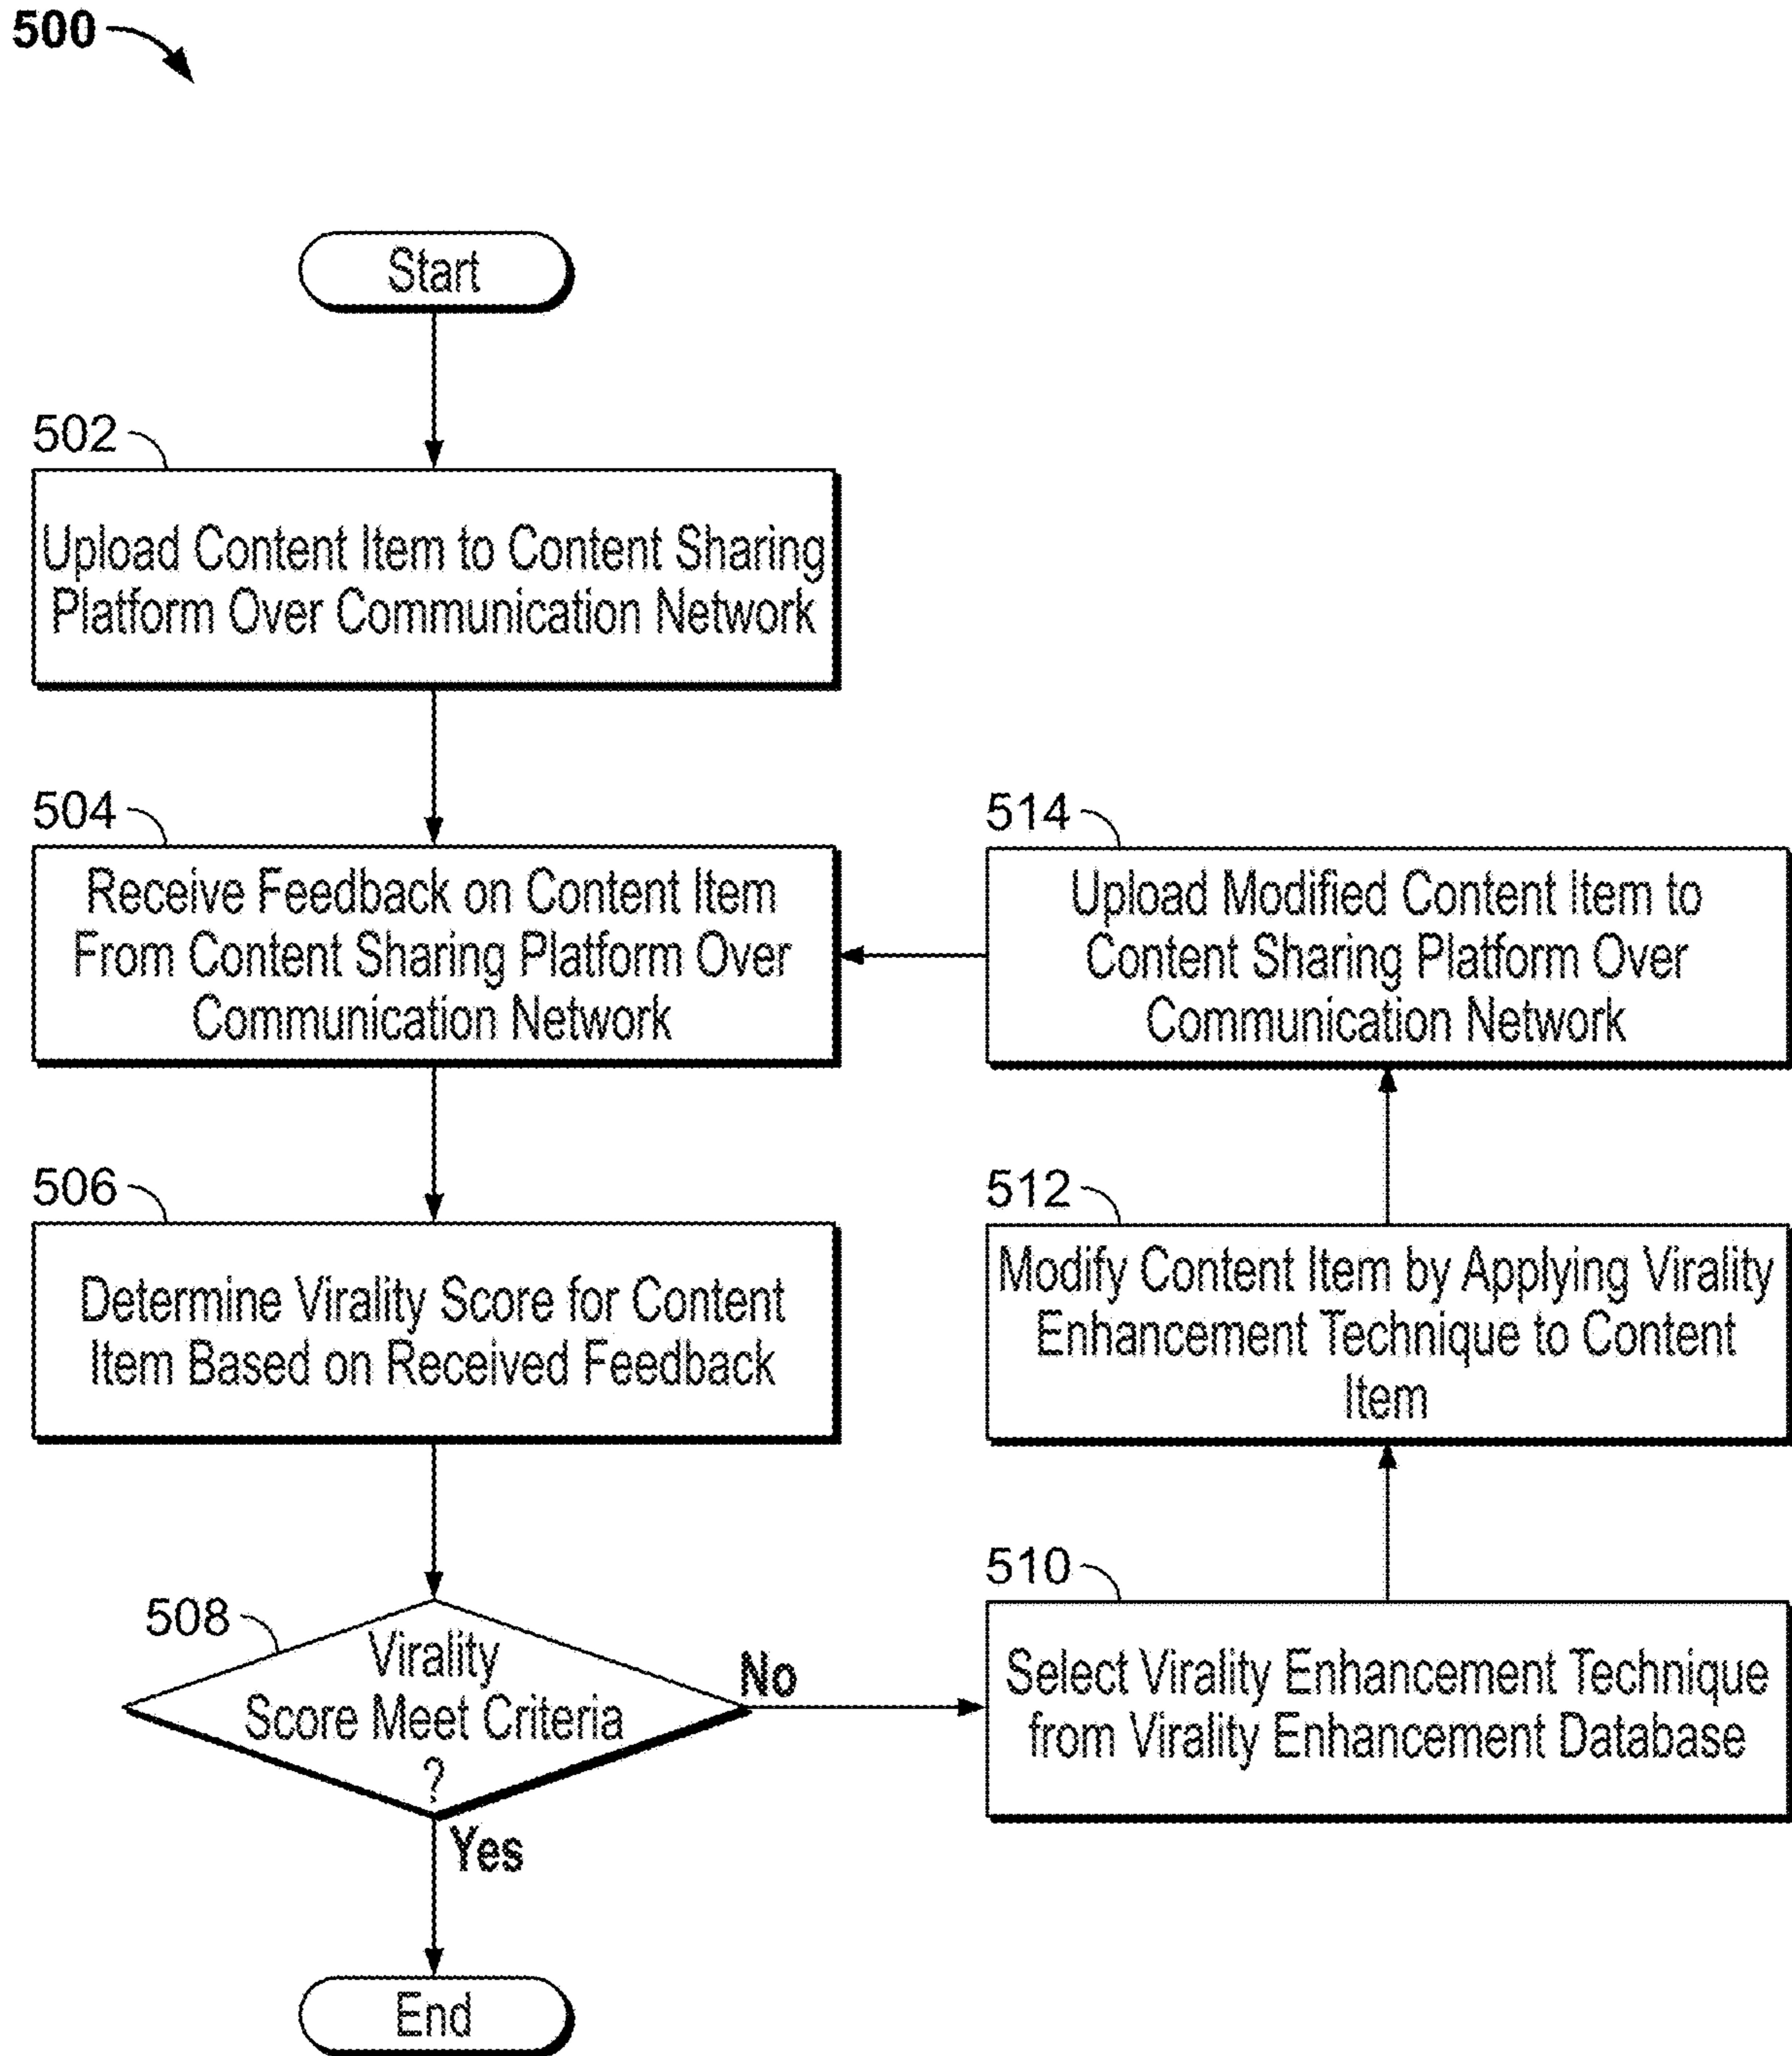 500
Start
502
Upload Content Item to Content Sharing
Platform Over Communication Network
504
Receive Feedback on Content Item
From Content Sharing Platform Over
Communication Network
506
Determine Virality Score for Content
Item Based on Received Feedback
508
Virality
Score Meet Criteria
?
No
Yes
End
510
Select Virality Enhancement Technique
from Virality Enhancement Database
512
Modify Content Item by Applying Virality
Enhancement Technique to Content
Item
514
Upload Modified Content Item to
Content Sharing Platform Over
Communication Network